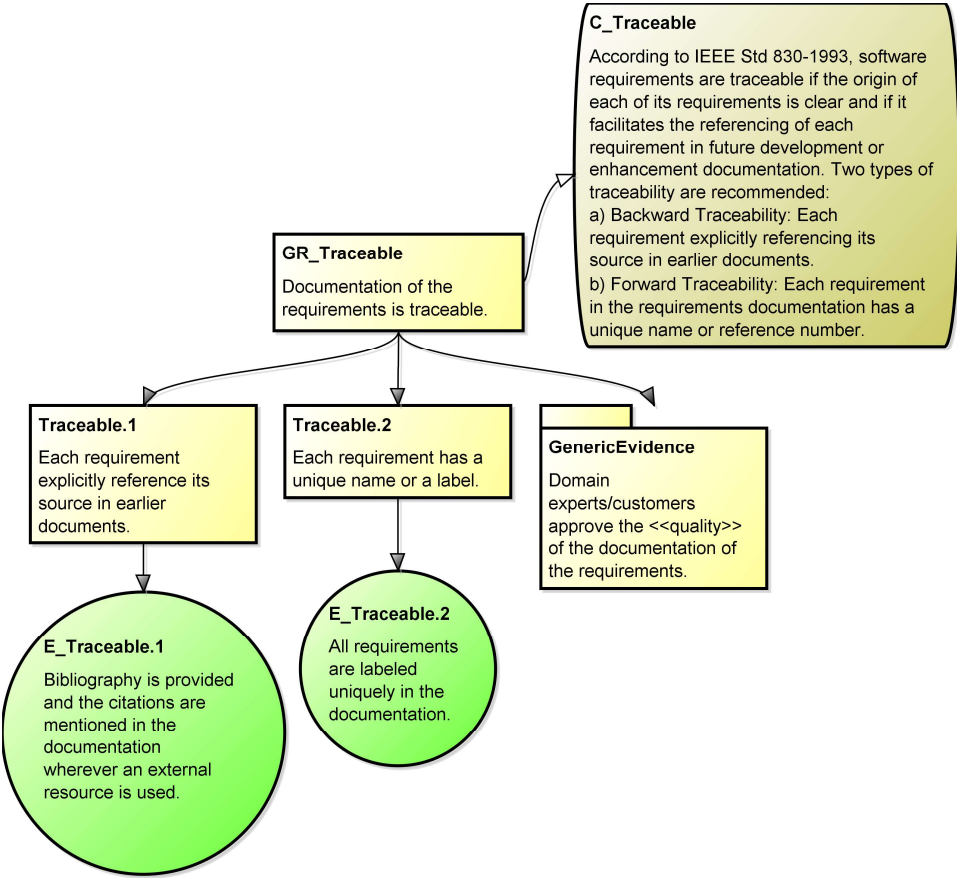 C_Traceable
According to IEEE Std 830-1993, software
requirements are traceable if the origin of
each of its requirements is clear and if it
facilitates the referencing of each
requirement in future development or
enhancement documentation. Two types of
traceability are recommended:
a) Backward Traceability: Each
requirement explicitly referencing its
source in earlier documents.
b) Forward Traceability: Each requirement
in the requirements documentation has a
unique name or reference number.
GR_Traceable
Documentation of the
requirements is traceable.
Traceable.1
Each requirement
explicitly reference its
source in earlier
documents.
Traceable.2
Each requirement has a
unique name or a label.
GenericEvidence
Domain
experts/customers
approve the <<quality>>
of the documentation of
the requirements.
E_Traceable.1
Bibliography is provided
and the citations are
mentioned in the
documentation
wherever an external
resource is used.
E_Traceable.2
All requirements
are labeled
uniquely in the
documentation.